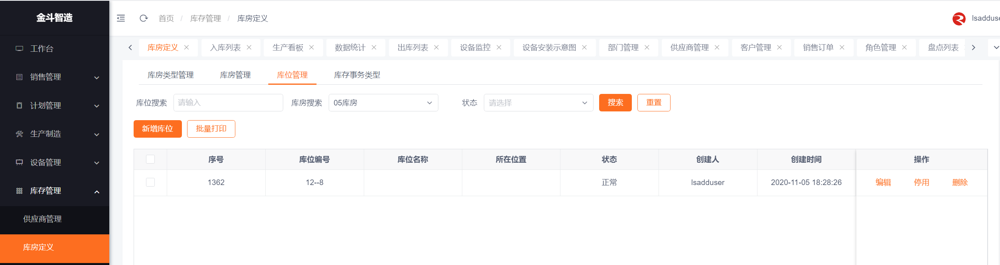 金斗智造
首页 / 库存管理 / 库房定义
lsadduse
工作台
销售管理
计划管理
生产制造
设备管理
库存管理
供应商管理
库房定义
库房定义 入库列表 生产看板 数据统计 出库列表 设备监控 设备安装示意图 部门管理 供应商管理 客户管理 销售订单 角色管理 盘点列表
库房类型管理 库房管理 库位管理 库存事务类型
库位搜索 请输入 库房搜索 05库房 状态 请选择 搜索 重置
新增库位 批量打印
序号 库位编号 库位名称 所在位置 状态 创建人 创建时间 操作
1362 12--8 正常 lsadduser 2020-11-05 18:28:26 编辑 停用 删除